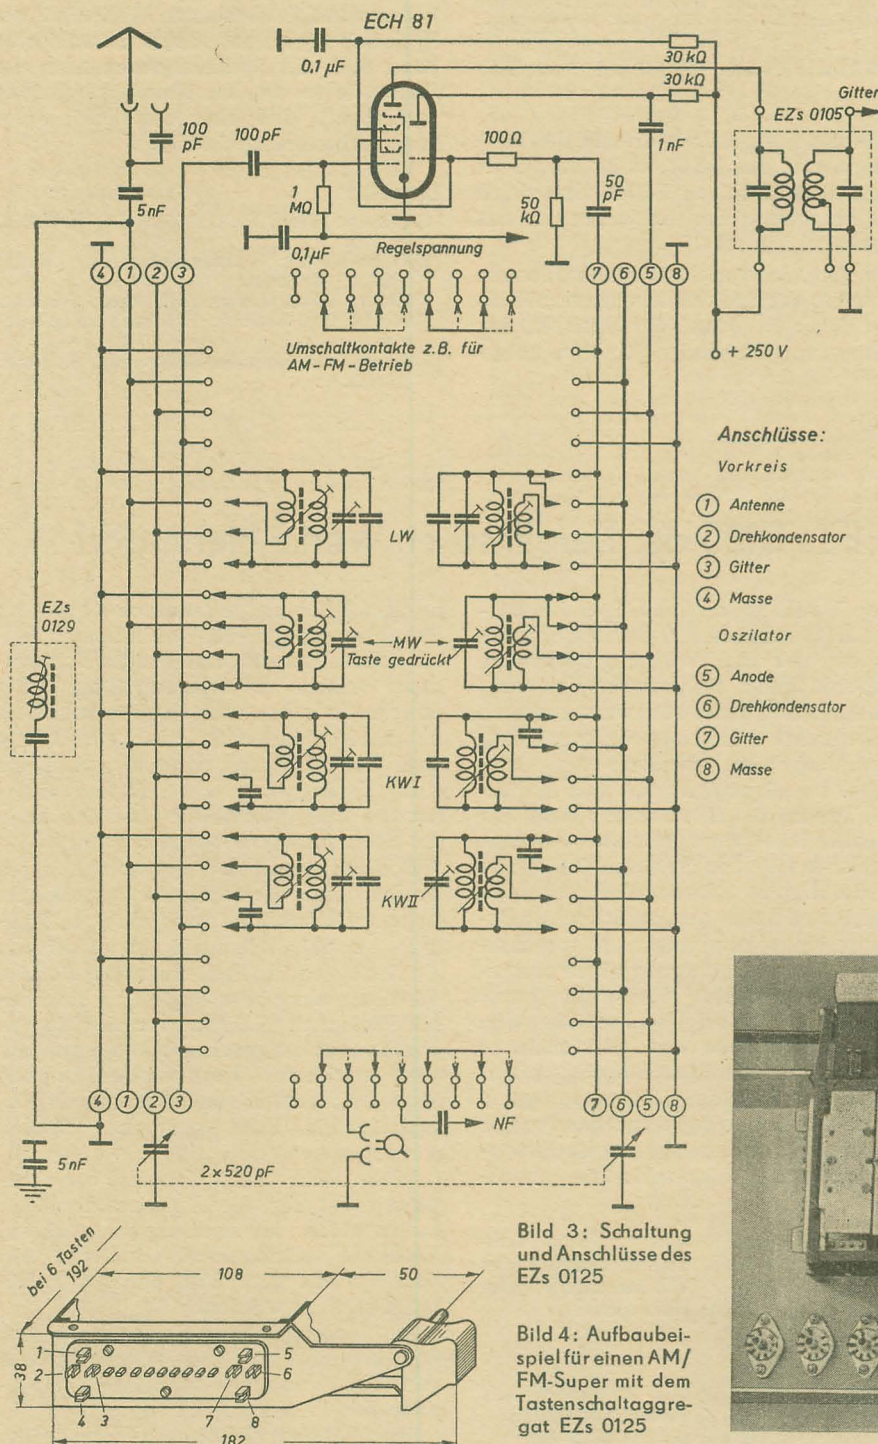 ECH 81
0,1 µF
30 kΩ
30 kΩ
Gitter
EZs 0105
100
pF
100 pF
100 Ω
1 nF
5 nF
1
MΩ
50
kΩ
50
pF
0,1 µF
Regelspannung
4 1 2 3
7 6 5 8
Umschaltkontakte z.B. für
AM-FM-Betrieb
+ 250 V
Anschlüsse:
Vorkreis
1 Antenne
2 Drehkondensator
3 Gitter
4 Masse
Oszilator
5 Anode
6 Drehkondensator
7 Gitter
8 Masse
LW
EZs
0129
MW
Taste gedrückt
KWI
KWII
4 1 2 3
7 6 5 8
NF
5 nF
2 x 520 pF
bei 6 Tasten
192
108
50
38
1
2
4
3
7
8
5
6
182
Bild 3: Schaltung
und Anschlüsse des
EZs 0125
Bild 4: Aufbaubei-
spiel für einen AM/
FM-Super mit dem
Tastenschaltaggre-
gat EZs 0125